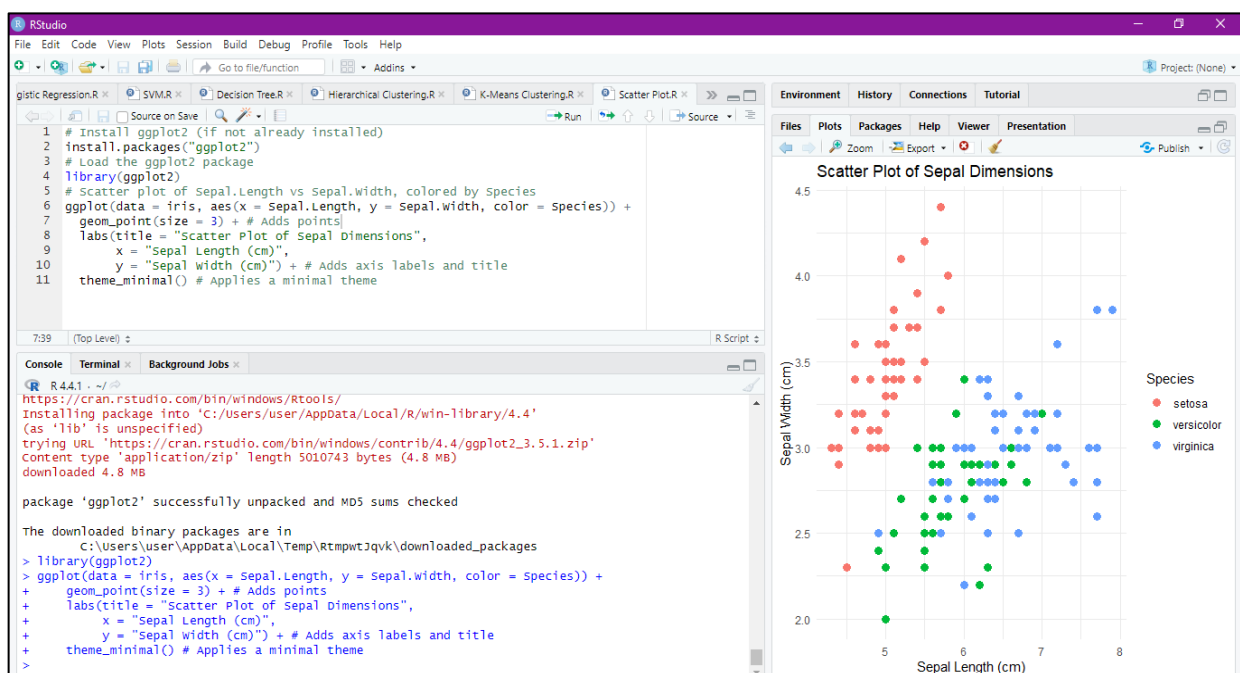 RStudio
File Edit Code View Plots Session Build Debug Profile Tools Help
Go to file/function Addins
Project: (None)
gistic Regression.R SVM.R Decision Tree.R Hierarchical Clustering.R K-Means Clustering.R Scatter Plot.R
Source on Save Run Source
1 # Install ggplot2 (if not already installed)
2 install.packages("ggplot2")
3 # Load the ggplot2 package
4 library(ggplot2)
5 # Scatter plot of Sepal.Length vs Sepal.Width, colored by Species
6 ggplot(data = iris, aes(x = Sepal.Length, y = Sepal.Width, color = Species)) +
7 geom_point(size = 3) + # Adds points
8 labs(title = "Scatter Plot of Sepal Dimensions",
9 x = "Sepal Length (cm)",
10 y = "Sepal Width (cm)") + # Adds axis labels and title
11 theme_minimal() # Applies a minimal theme
7:39 (Top Level) R Script
Console Terminal Background Jobs
R 4.4.1 · ~/
https://cran.rstudio.com/bin/windows/Rtools/
Installing package into ‘C:/Users/user/AppData/Local/R/win-library/4.4’
(as ‘lib’ is unspecified)
trying URL 'https://cran.rstudio.com/bin/windows/contrib/4.4/ggplot2_3.5.1.zip'
Content type 'application/zip' length 5010743 bytes (4.8 MB)
downloaded 4.8 MB
package ‘ggplot2’ successfully unpacked and MD5 sums checked
The downloaded binary packages are in
C:\Users\user\AppData\Local\Temp\RtmpwtJqvk\downloaded_packages
> library(ggplot2)
> ggplot(data = iris, aes(x = Sepal.Length, y = Sepal.Width, color = Species)) +
+ geom_point(size = 3) + # Adds points
+ labs(title = "Scatter Plot of Sepal Dimensions",
+ x = "Sepal Length (cm)",
+ y = "Sepal Width (cm)") + # Adds axis labels and title
+ theme_minimal() # Applies a minimal theme
>
Environment History Connections Tutorial
Files Plots Packages Help Viewer Presentation
Zoom Export Publish
Scatter Plot of Sepal Dimensions
4.5
4.0
3.5
3.0
2.5
2.0
Sepal Width (cm)
5 6 7 8
Sepal Length (cm)
Species
setosa
versicolor
virginica